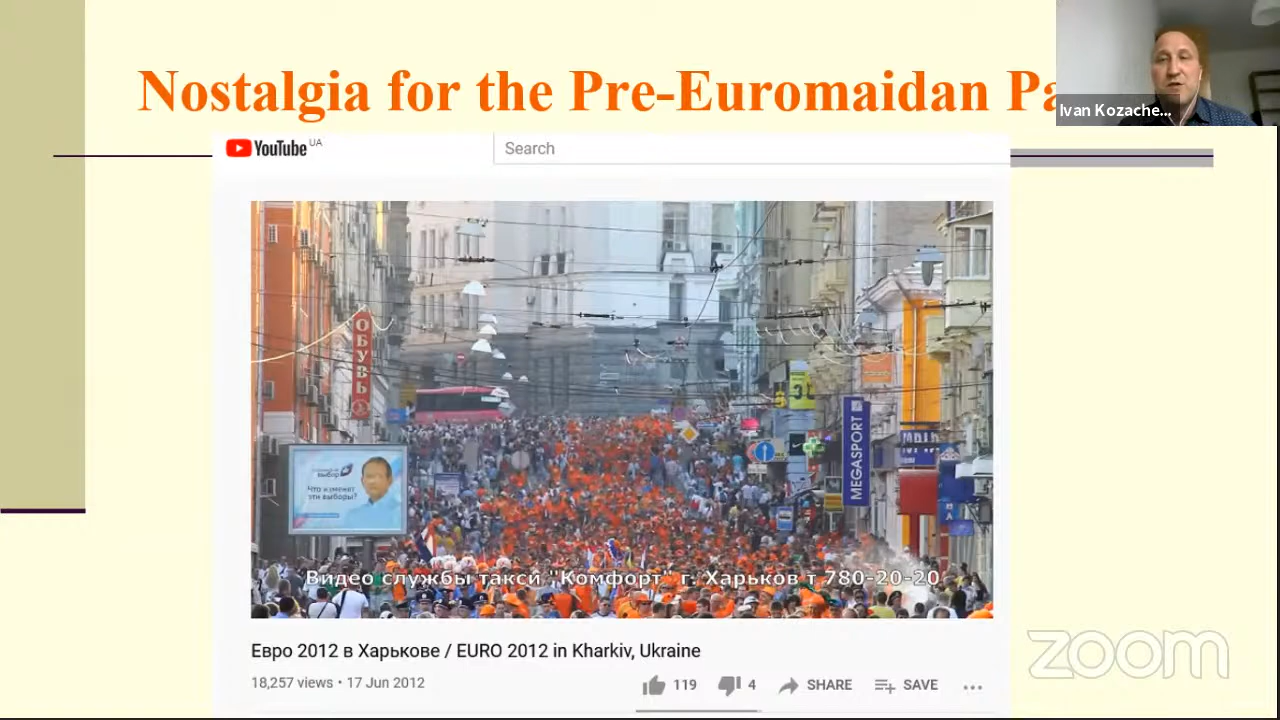 Nostalgia for the Pre-Euromaidan Pa
Ivan Kozache...
YouTube UA
Search
ОБУВЬ
выбор
Что изменят
эти выборы?
MEGASPORT
Видео службы такси "Комфорт" г. Харьков т 780-20-20
Евро 2012 в Харькове / EURO 2012 in Kharkiv, Ukraine
18,257 views • 17 Jun 2012
119
4
SHARE
SAVE
zoom